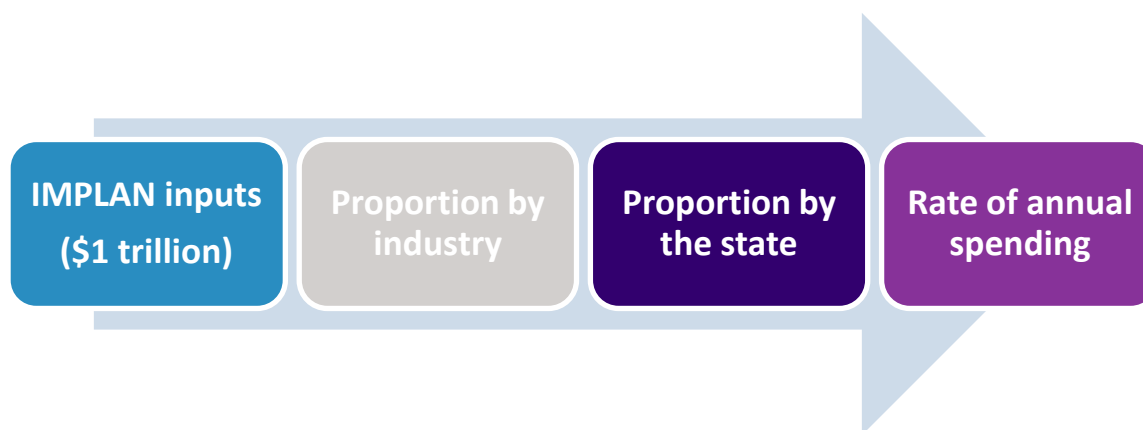 IMPLAN inputs
($1 trillion)
Proportion by
industry
Proportion by
the state
Rate of annual
spending